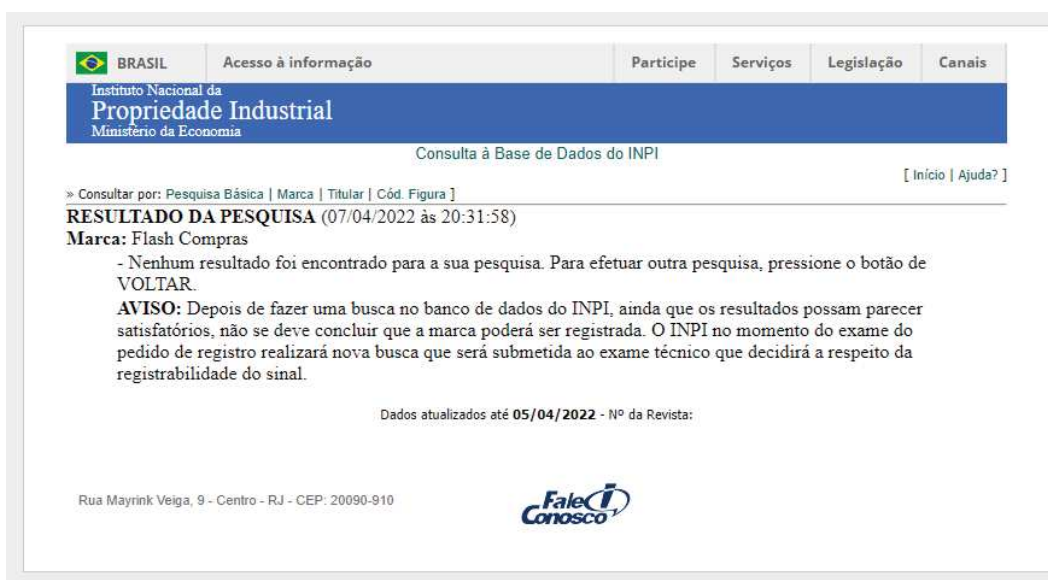 BRASIL Acesso à informação Participe Serviços Legislação Canais
Instituto Nacional da
Propriedade Industrial
Ministério da Economia
Consulta à Base de Dados do INPI
[ Início | Ajuda? ]
» Consultar por: Pesquisa Básica | Marca | Titular | Cód. Figura ]
RESULTADO DA PESQUISA (07/04/2022 às 20:31:58)
Marca: Flash Compras
- Nenhum resultado foi encontrado para a sua pesquisa. Para efetuar outra pesquisa, pressione o botão de
VOLTAR.
AVISO: Depois de fazer uma busca no banco de dados do INPI, ainda que os resultados possam parecer
satisfatórios, não se deve concluir que a marca poderá ser registrada. O INPI no momento do exame do
pedido de registro realizará nova busca que será submetida ao exame técnico que decidirá a respeito da
registrabilidade do sinal.
Dados atualizados até 05/04/2022 - Nº da Revista:
Rua Mayrink Veiga, 9 - Centro - RJ - CEP: 20090-910
Fale
Conosco